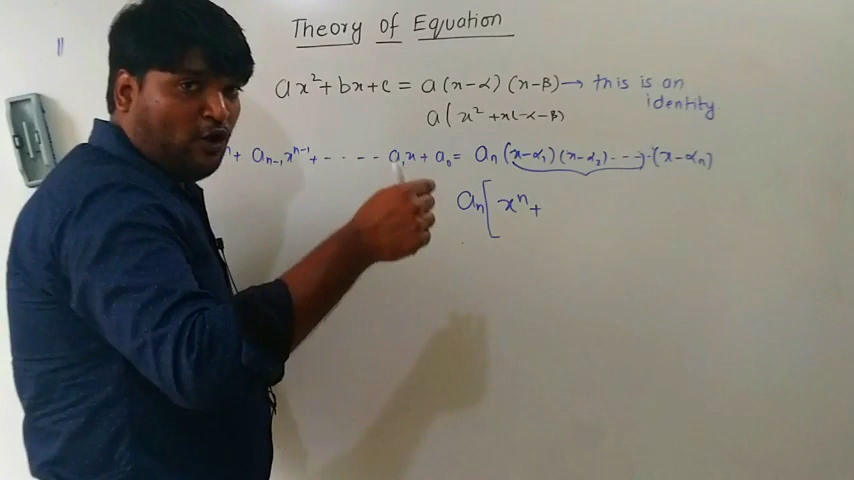 Theory of Equation
ax² + bx + c = a(x-α)(x-β) → this is an
identity
a(x² + x(-α-β)
ⁿ + aₙ₋₁xⁿ⁻¹ + - - - - - a₁x + a₀ = aₙ(x-α₁)(x-α₂) - - - - (x-αₙ)
aₙ[xⁿ +